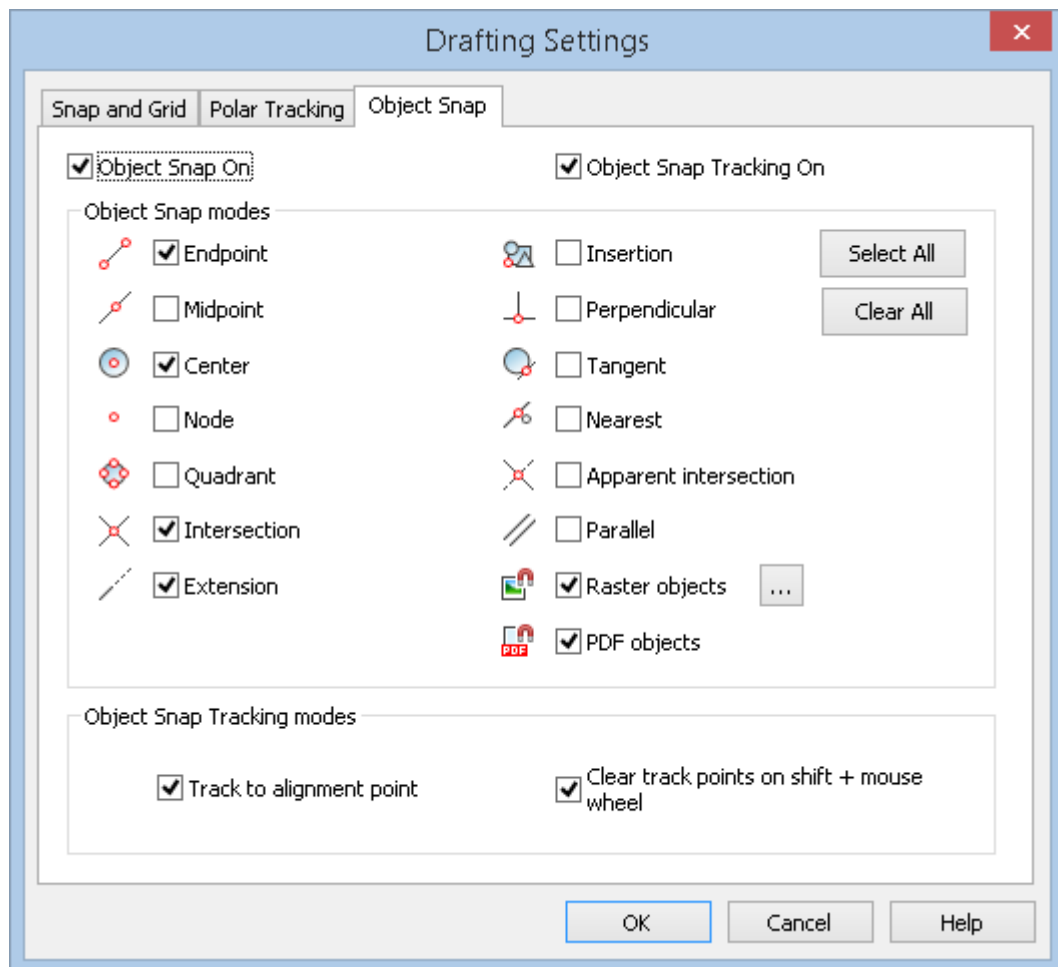 Drafting Settings
Snap and Grid
Polar Tracking
Object Snap
Object Snap On
Object Snap Tracking On
Object Snap modes
Endpoint
Insertion
Select All
Midpoint
Perpendicular
Clear All
Center
Tangent
Node
Nearest
Quadrant
Apparent intersection
Intersection
Parallel
Extension
Raster objects
...
PDF
PDF objects
Object Snap Tracking modes
Track to alignment point
Clear track points on shift + mouse
wheel
OK
Cancel
Help